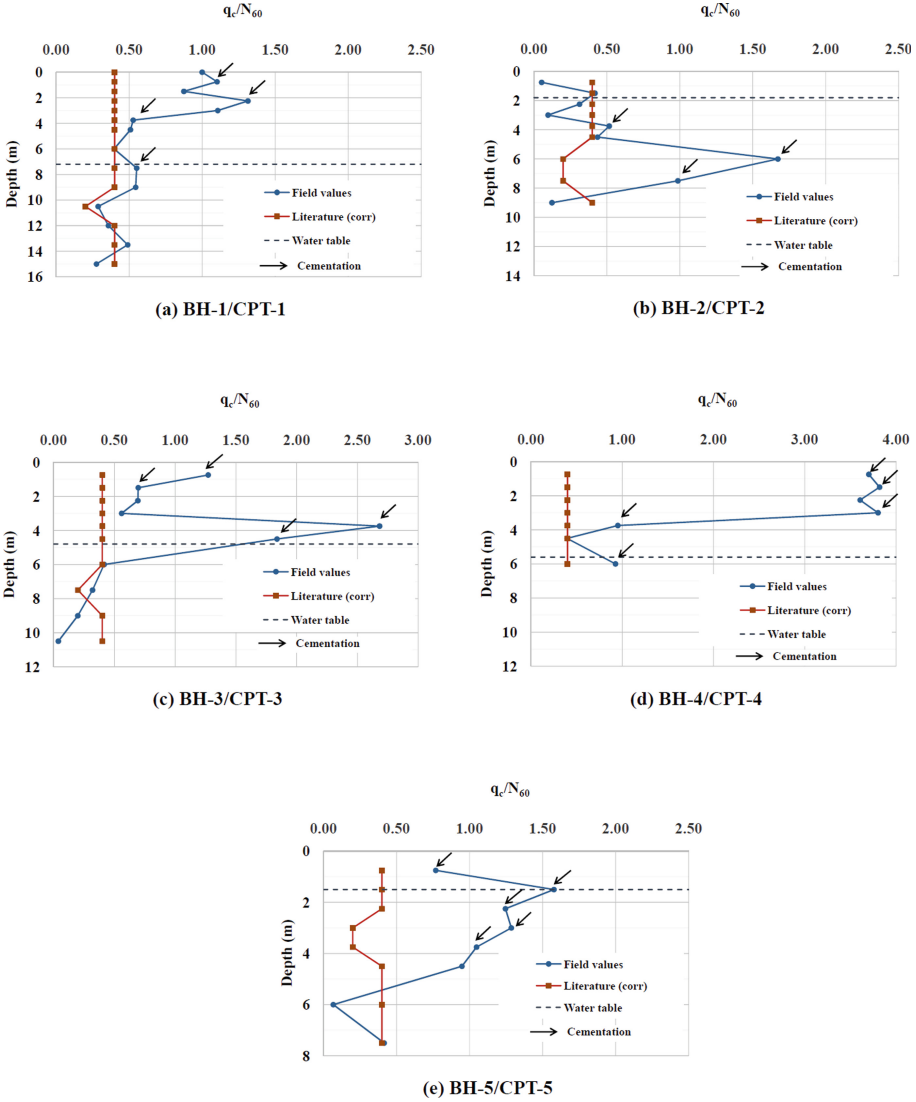 qc/N60
0.00 0.50 1.00 1.50 2.00 2.50
0
2
4
6
8
10
12
14
16
Depth (m)
Field values
Literature (corr)
Water table
Cementation
(a) BH-1/CPT-1
qc/N60
0.00 0.50 1.00 1.50 2.00 2.50
0
2
4
6
8
10
12
14
Depth (m)
Field values
Literature (corr)
Water table
Cementation
(b) BH-2/CPT-2
qc/N60
0.00 0.50 1.00 1.50 2.00 2.50 3.00
0
2
4
6
8
10
12
Depth (m)
Field values
Literature (corr)
Water table
Cementation
(c) BH-3/CPT-3
qc/N60
0.00 1.00 2.00 3.00 4.00
0
2
4
6
8
10
12
Depth (m)
Field values
Literature (corr)
Water table
Cementation
(d) BH-4/CPT-4
qc/N60
0.00 0.50 1.00 1.50 2.00 2.50
0
2
4
6
8
Depth (m)
Field values
Literature (corr)
Water table
Cementation
(e) BH-5/CPT-5